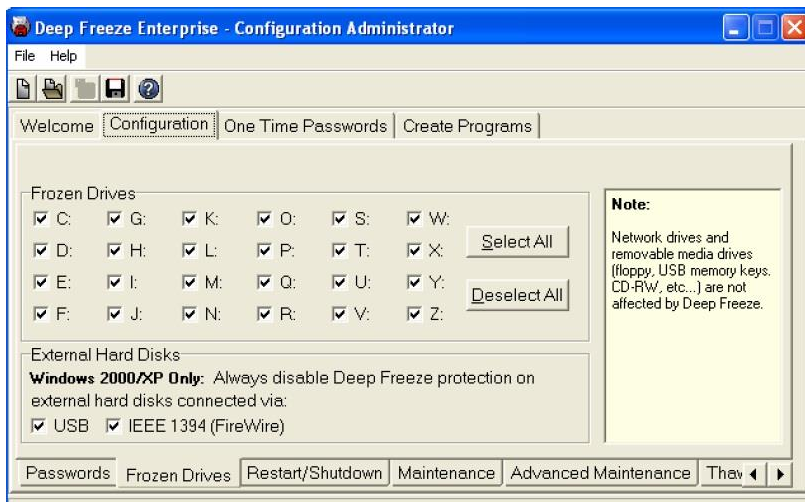 Deep Freeze Enterprise - Configuration Administrator
File Help
Welcome Configuration One Time Passwords Create Programs
Frozen Drives
C: G: K: O: S: W:
D: H: L: P: T: X:
E: I: M: Q: U: Y:
F: J: N: R: V: Z:
Select All
Deselect All
Note:
Network drives and
removable media drives
(floppy, USB memory keys.
CD-RW, etc...) are not
affected by Deep Freeze.
External Hard Disks
Windows 2000/XP Only: Always disable Deep Freeze protection on
external hard disks connected via:
USB IEEE 1394 (FireWire)
Passwords Frozen Drives Restart/Shutdown Maintenance Advanced Maintenance